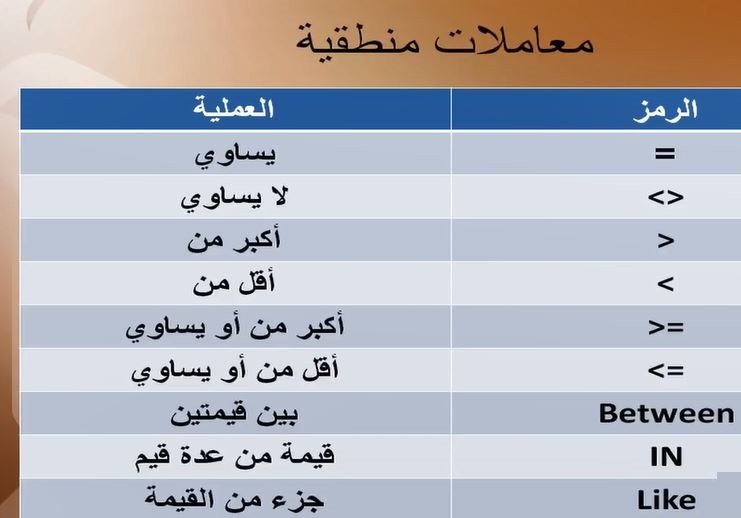 معاملات منطقية
الرمز العملية
= يساوي
<> لا يساوي
> أكبر من
< أقل من
>= أكبر من أو يساوي
<= أقل من أو يساوي
Between بين قيمتين
IN قيمة من عدة قيم
Like جزء من القيمة